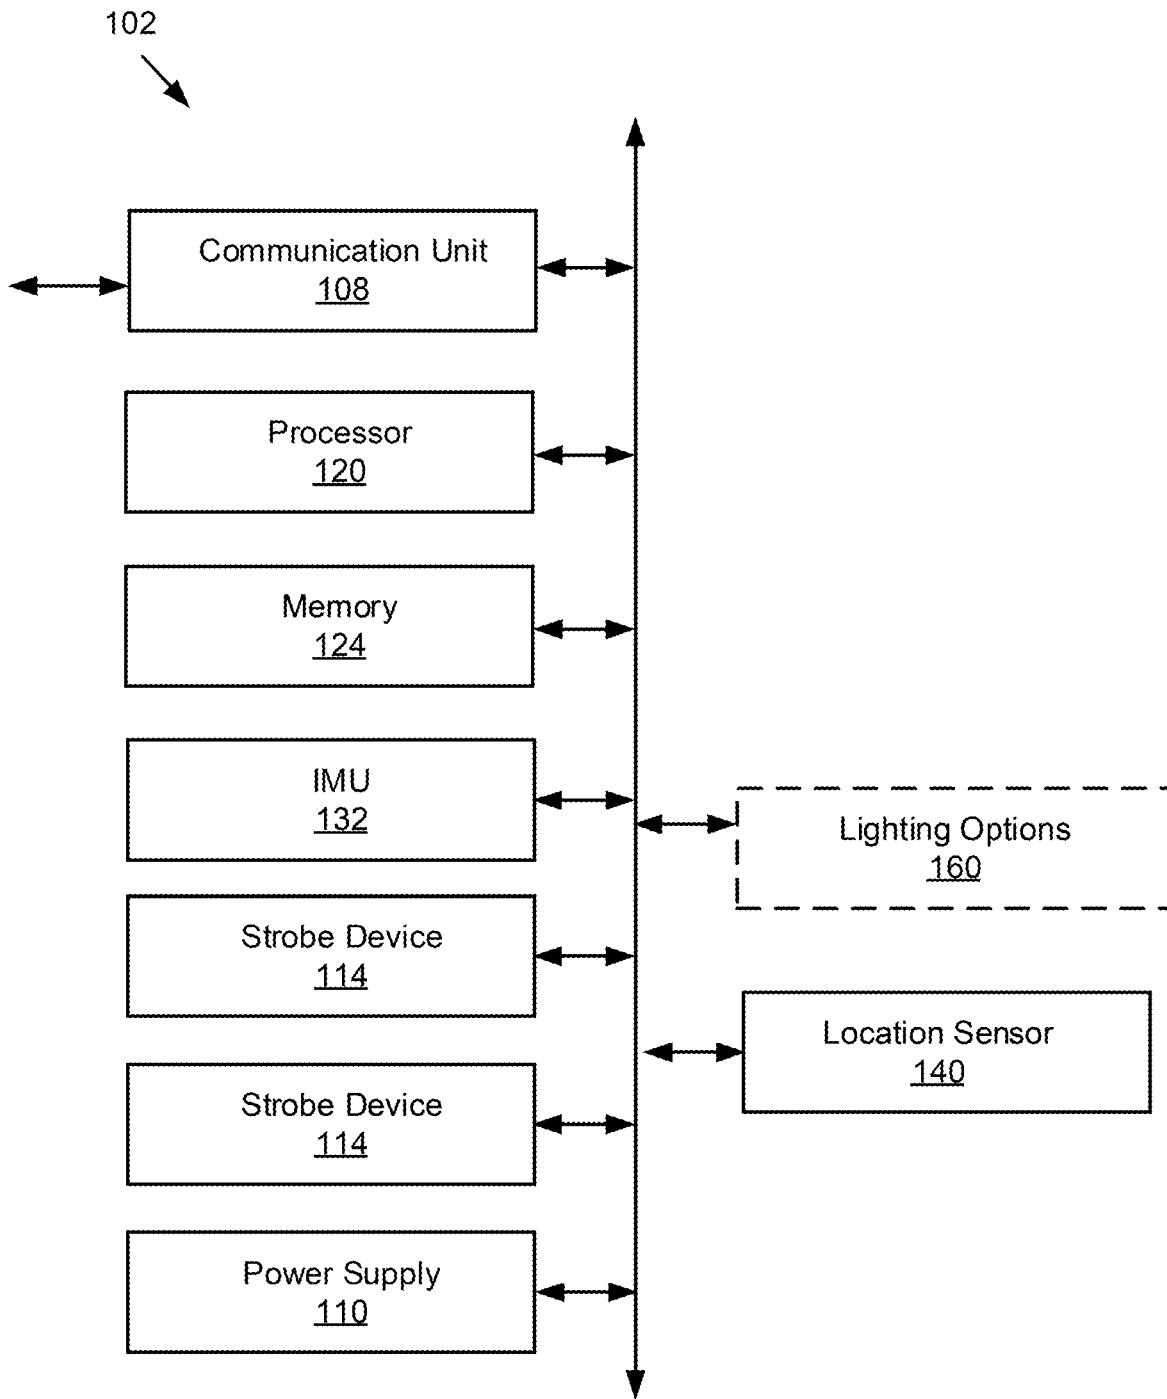 102
Communication Unit
108
Processor
120
Memory
124
IMU
132
Lighting Options
160
Strobe Device
114
Location Sensor
140
Strobe Device
114
Power Supply
110